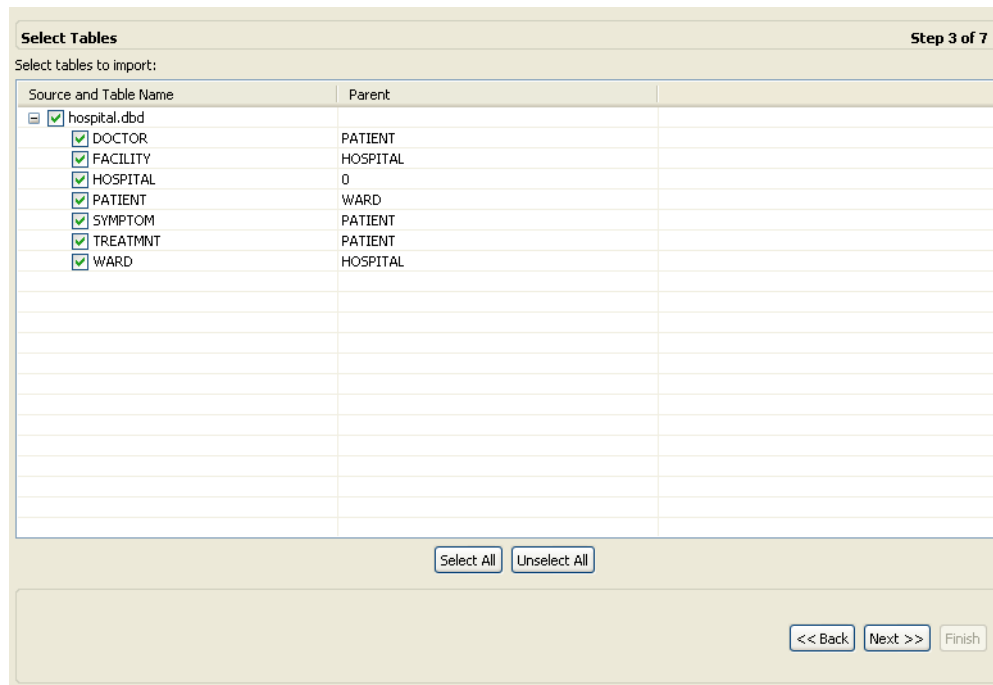 Select Tables Step 3 of 7
Select tables to import:
Source and Table Name Parent
hospital.dbd
DOCTOR PATIENT
FACILITY HOSPITAL
HOSPITAL 0
PATIENT WARD
SYMPTOM PATIENT
TREATMNT PATIENT
WARD HOSPITAL
Select All Unselect All
<< Back Next >> Finish